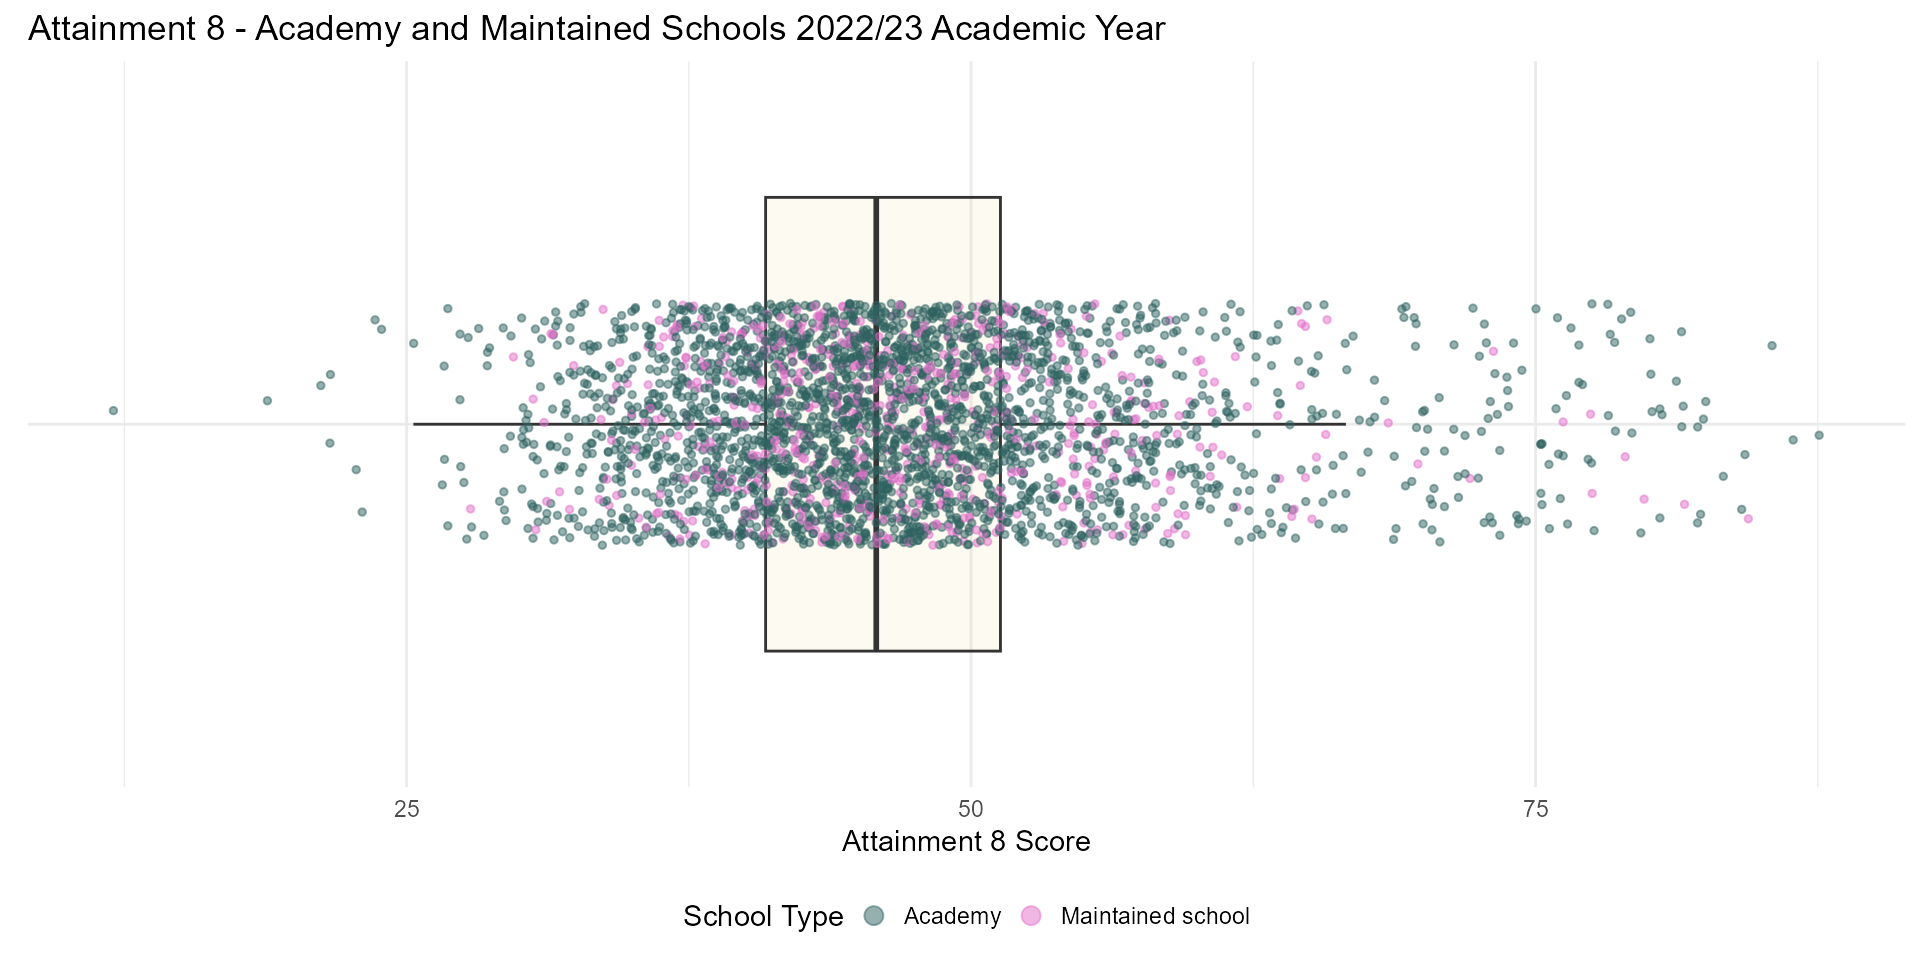 Attainment 8 - Academy and Maintained Schools 2022/23 Academic Year
25 50 75
Attainment 8 Score
School Type Academy Maintained school